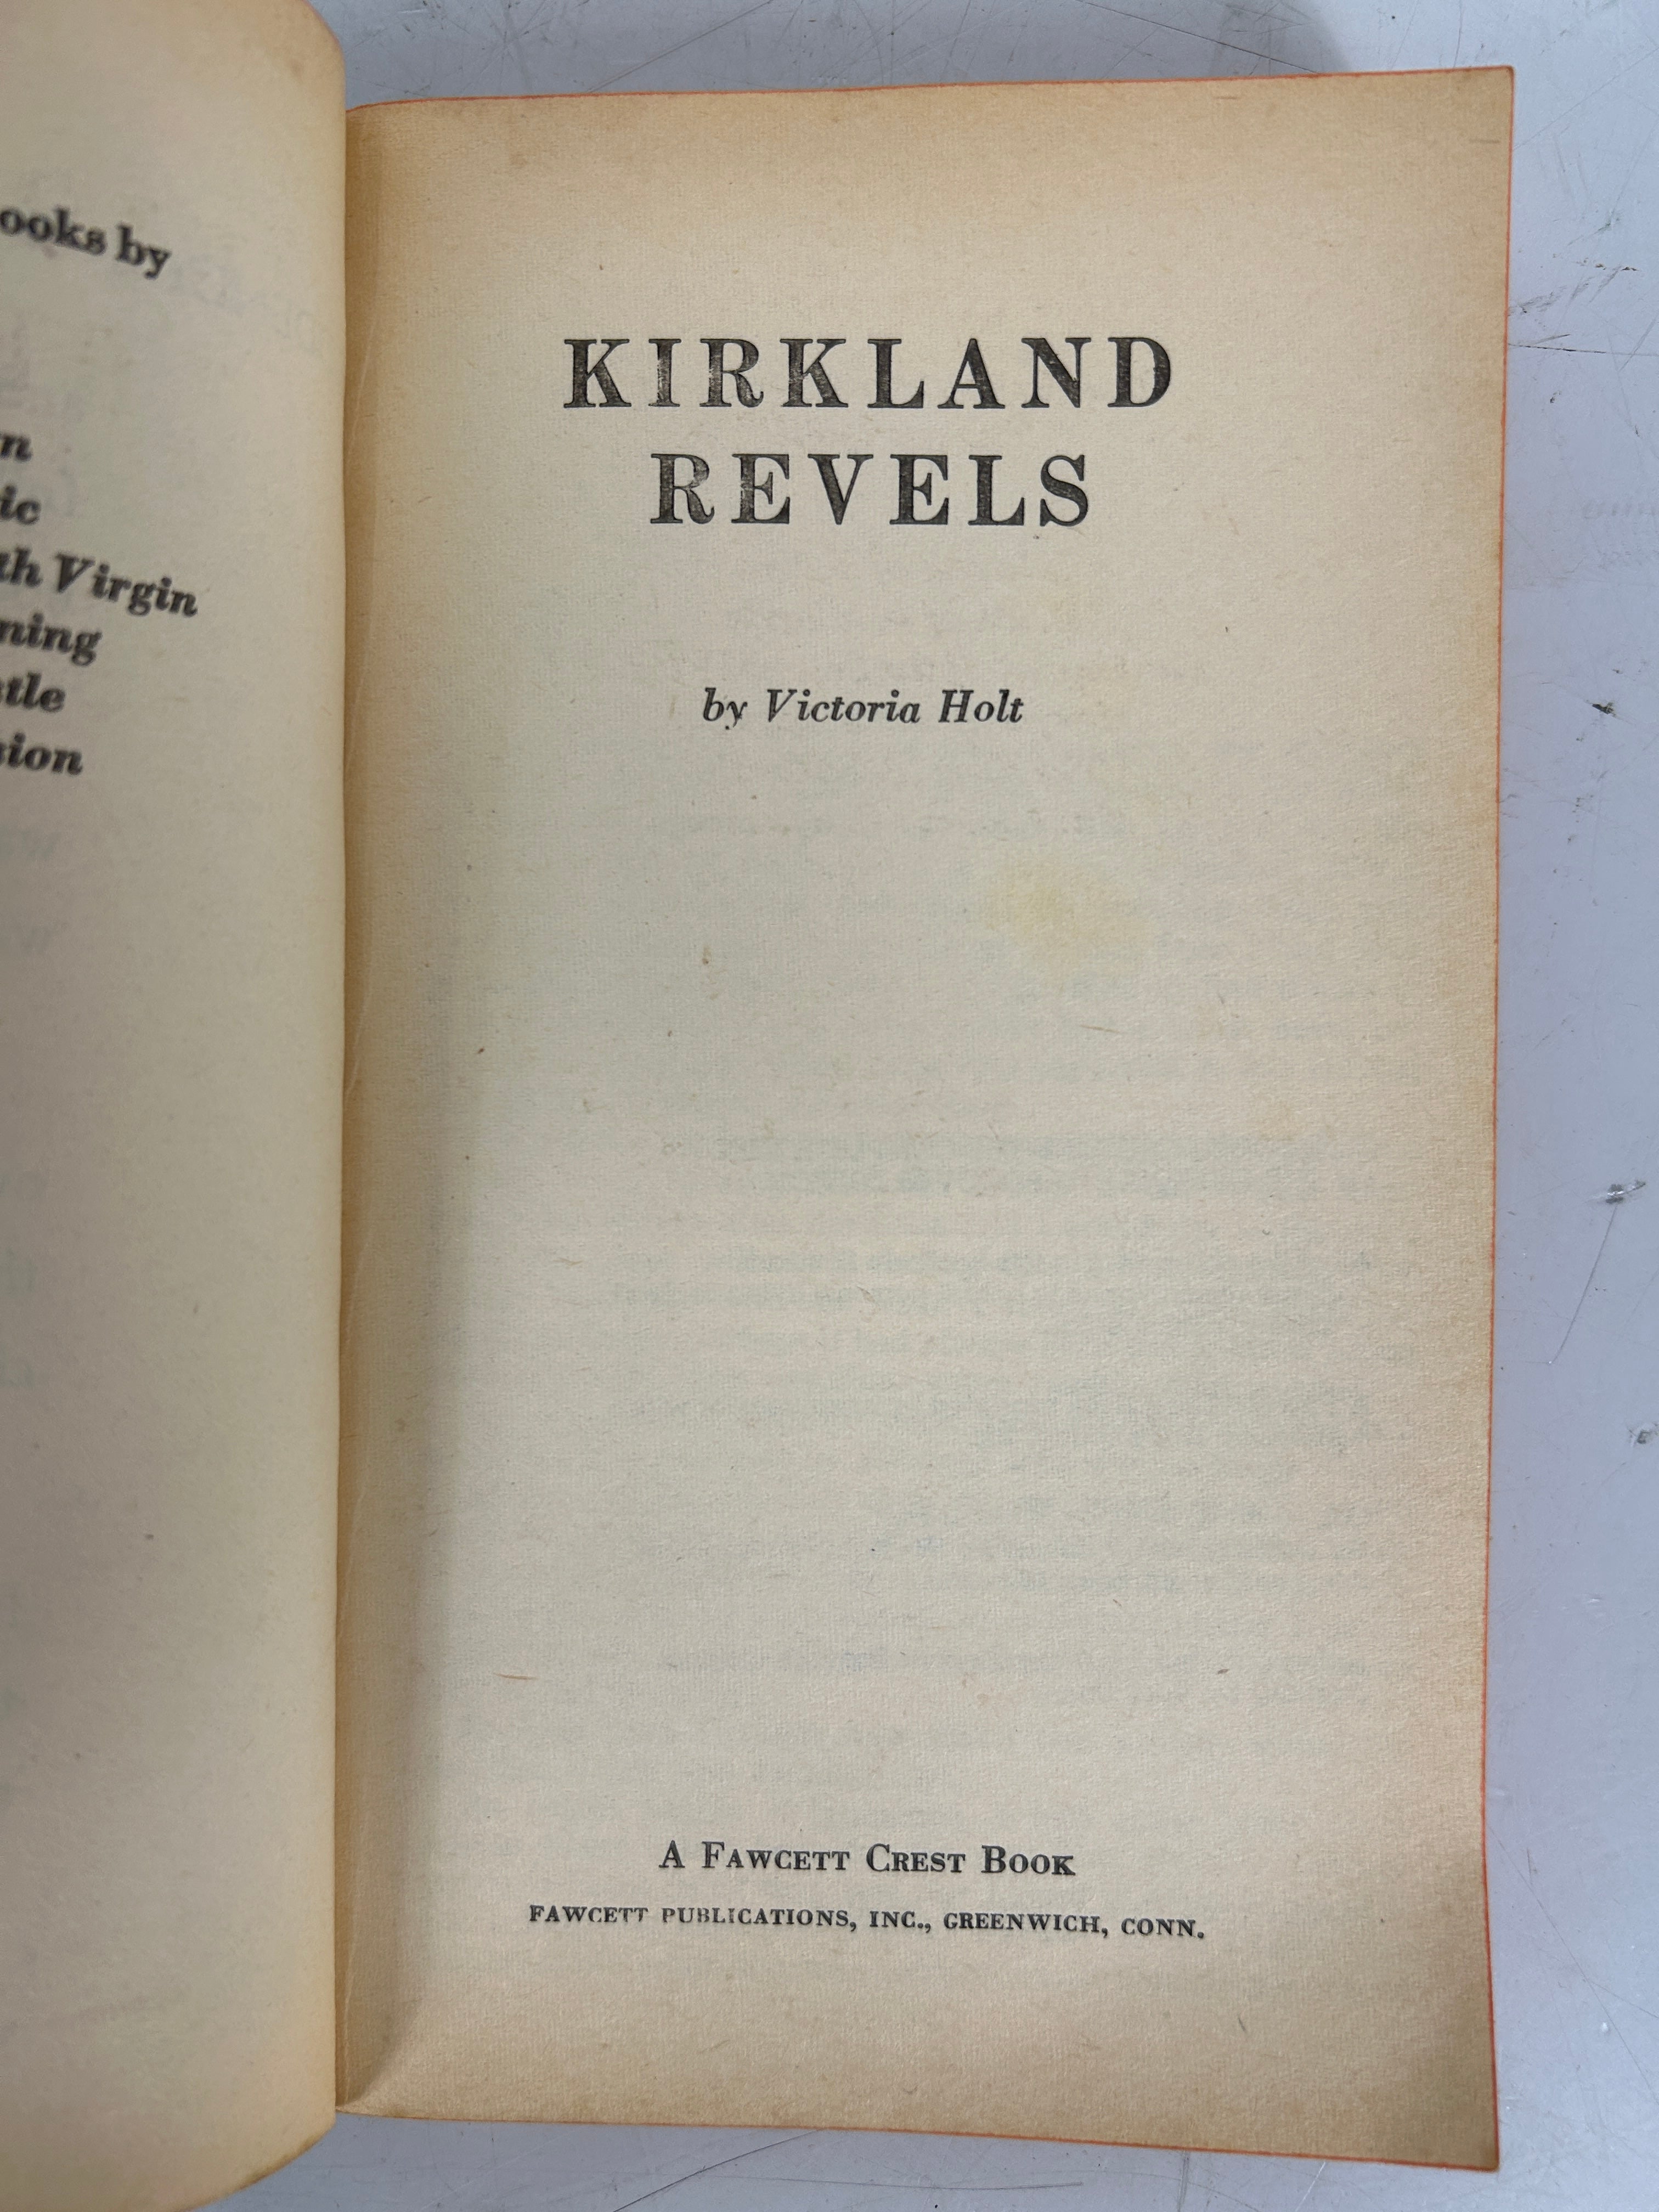 ooks by
n
ic
th Virgin
ning
tle
sion
KIRKLAND
REVELS
by Victoria Holt
A FAWCETT CREST BOOK
FAWCETT PUBLICATIONS, INC., GREENWICH, CONN.